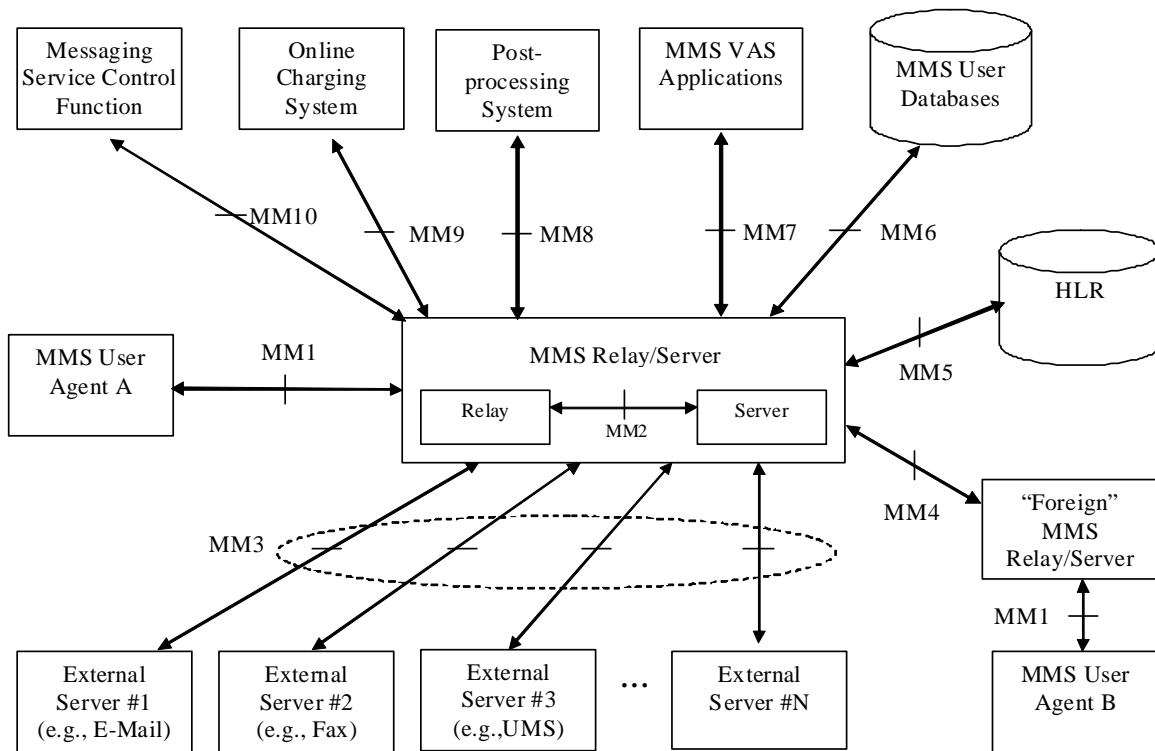 Messaging
Service Control
Function
Online
Charging
System
Post-
processing
System
MMS VAS
Applications
MMS User
Databases
MM10
MM9
MM8
MM7
MM6
HLR
MMS User
Agent A
MM1
MMS Relay/Server
Relay
MM2
Server
MM5
MM4
“Foreign”
MMS
Relay/Server
MM3
MM1
External
Server #1
(e.g., E-Mail)
External
Server #2
(e.g., Fax)
External
Server #3
(e.g.,UMS)
...
External
Server #N
MMS User
Agent B